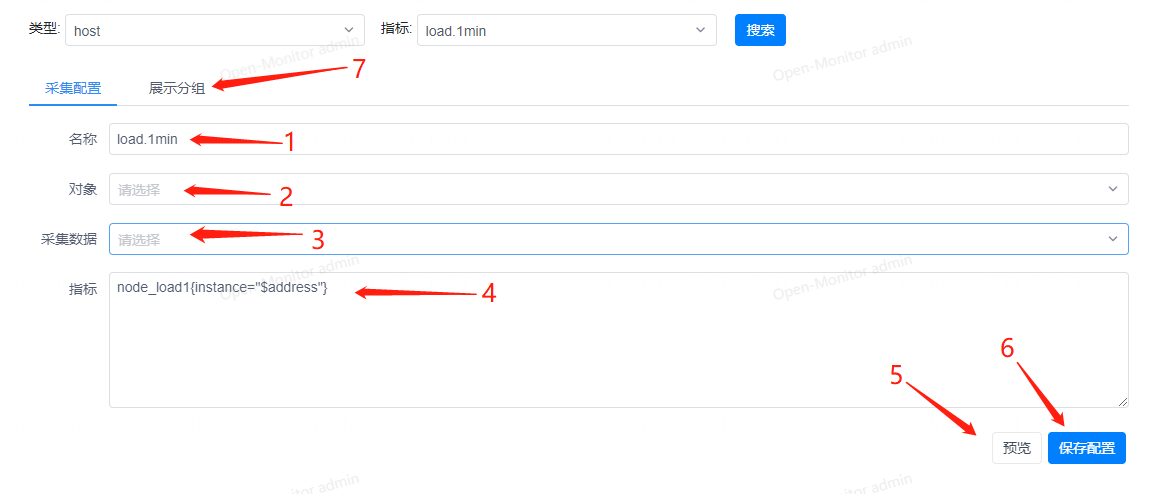 类型: host 指标: load.1min 搜索
Open-Monitor admin Open-Monitor admin
采集配置 展示分组 7
名称 load.1min 1
对象 请选择 2
采集数据 请选择 3
Open-Monitor admin Open-Monitor admin
指标 node_load1{instance="$address"} 4
5 6
预览 保存配置
Open-Monitor admin Open-Monitor admin